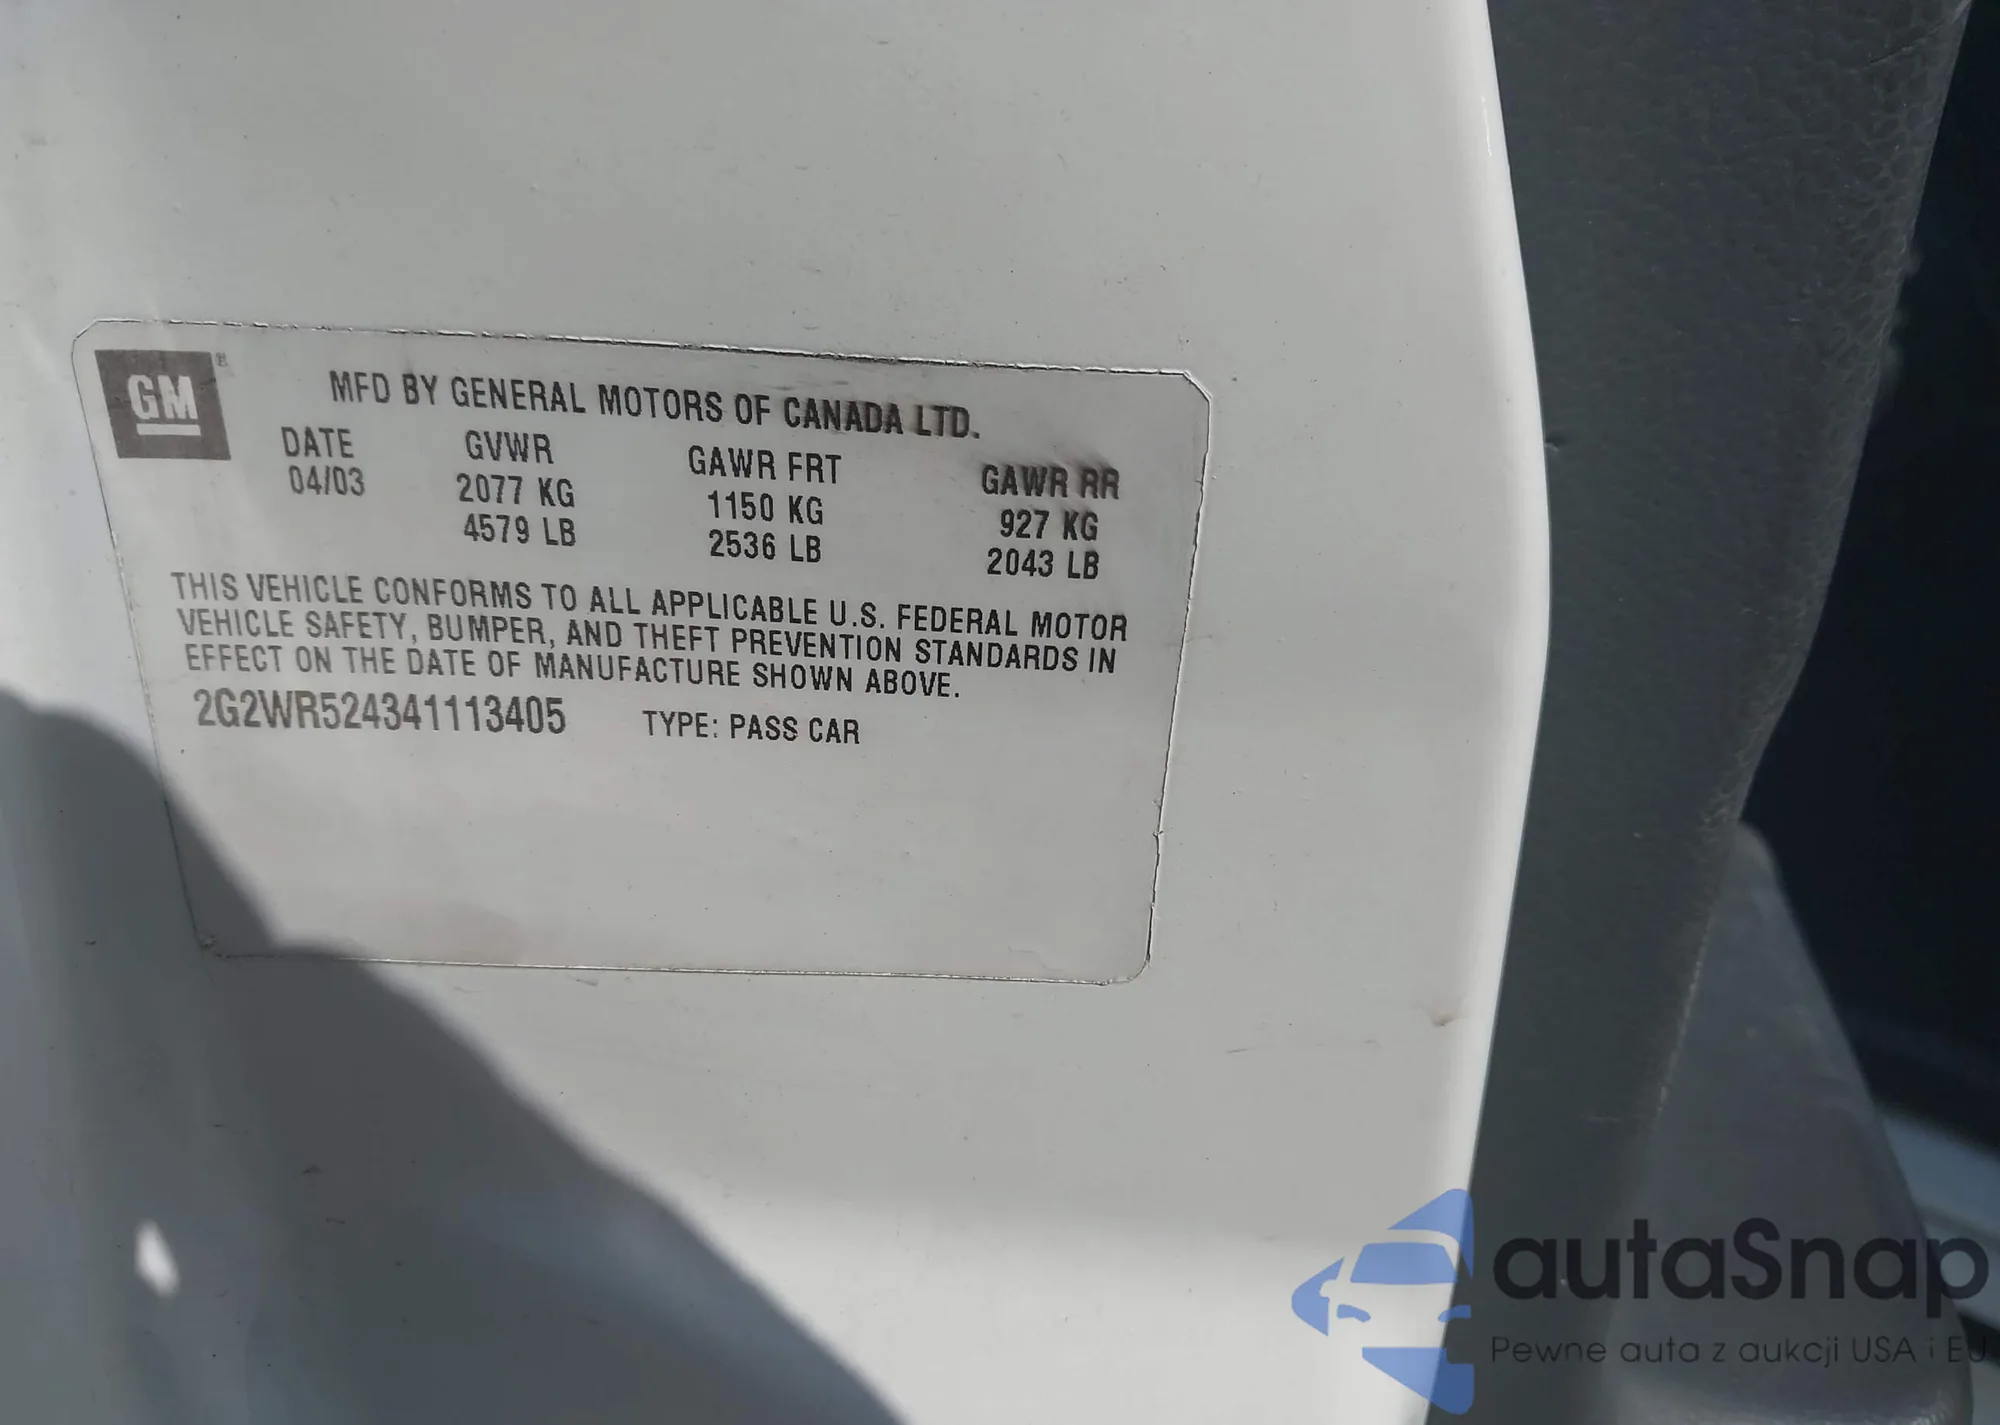 GM®
MFD BY GENERAL MOTORS OF CANADA LTD.
DATE GVWR GAWR FRT GAWR RR
04/03 2077 KG 1150 KG 927 KG
4579 LB 2536 LB 2043 LB
THIS VEHICLE CONFORMS TO ALL APPLICABLE U.S. FEDERAL MOTOR
VEHICLE SAFETY, BUMPER, AND THEFT PREVENTION STANDARDS IN
EFFECT ON THE DATE OF MANUFACTURE SHOWN ABOVE.
2G2WR524341113405 TYPE: PASS CAR
autaSnap
Pewne auta z aukcji USA i EU